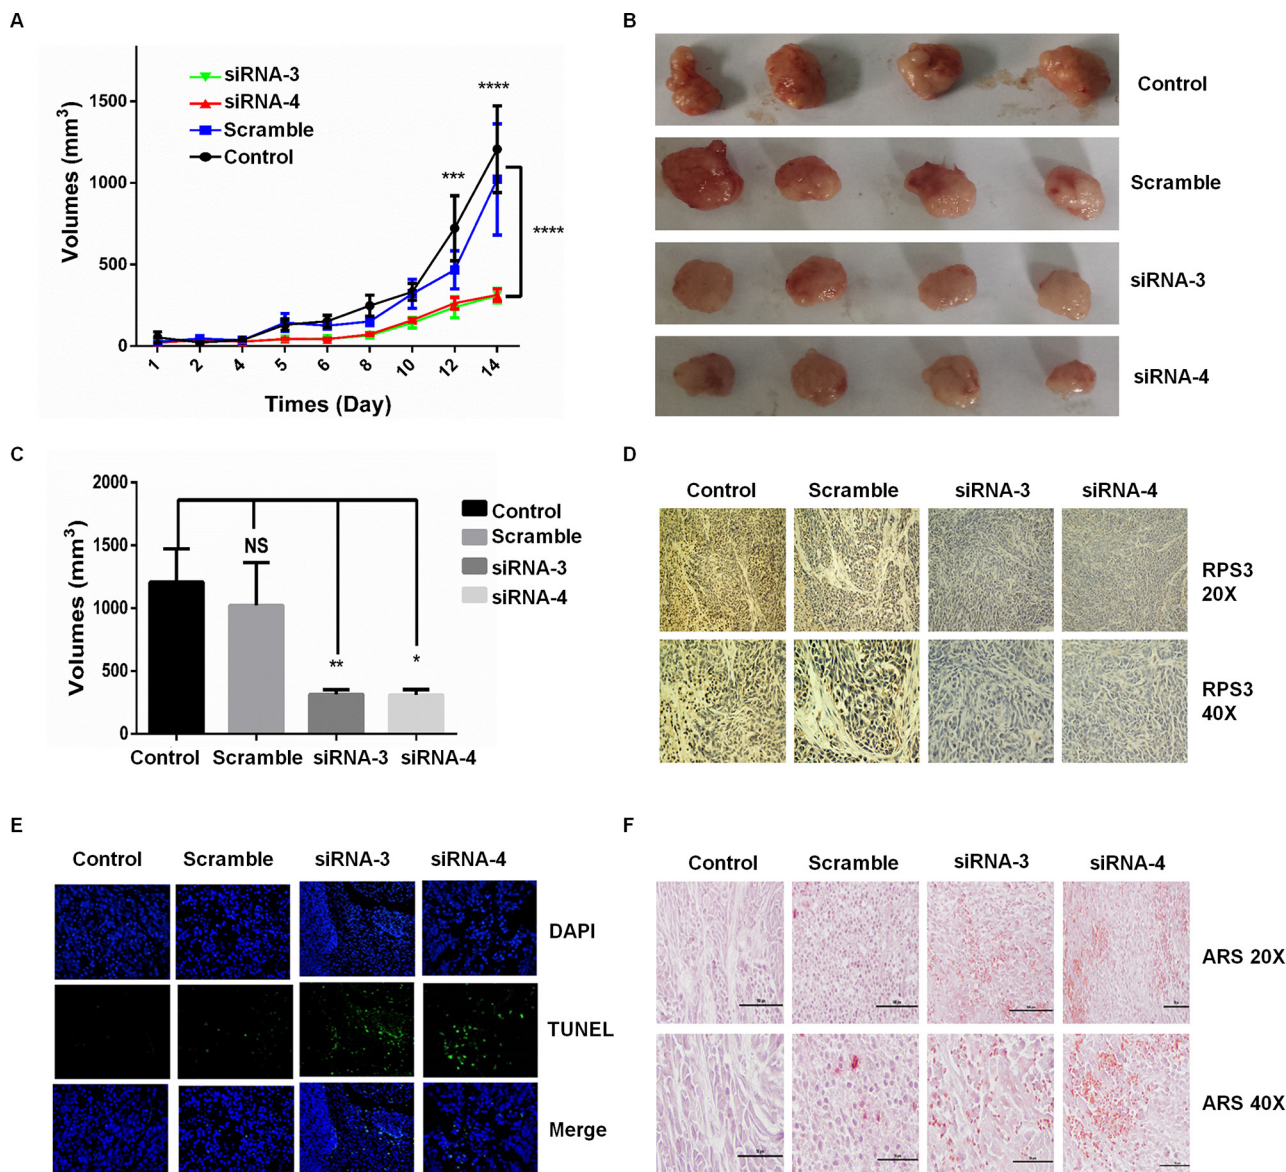 A
siRNA-3
siRNA-4
Scramble
Control
****
***
****
Volumes (mm3)
1500
1000
500
0
1 2 4 5 6 8 10 12 14
Times (Day)
B
Control
Scramble
siRNA-3
siRNA-4
C
Volumes (mm3)
2000
1500
1000
500
0
NS
**
*
Control
Scramble
siRNA-3
siRNA-4
Control Scramble siRNA-3 siRNA-4
D
Control Scramble siRNA-3 siRNA-4
RPS3
20X
RPS3
40X
E
Control Scramble siRNA-3 siRNA-4
DAPI
TUNEL
Merge
F
Control Scramble siRNA-3 siRNA-4
ARS 20X
ARS 40X